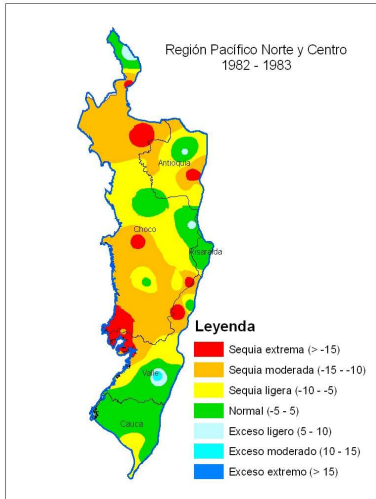 Región Pacífico Norte y Centro
1982 - 1983
Antioquia
Choco
Risaralda
Valle
Cauca
Leyenda
Sequia extrema (> -15)
Sequia moderada (-15 - -10)
Sequia ligera (-10 - -5)
Normal (-5 - 5)
Exceso ligero (5 - 10)
Exceso moderado (10 - 15)
Exceso extremo (> 15)